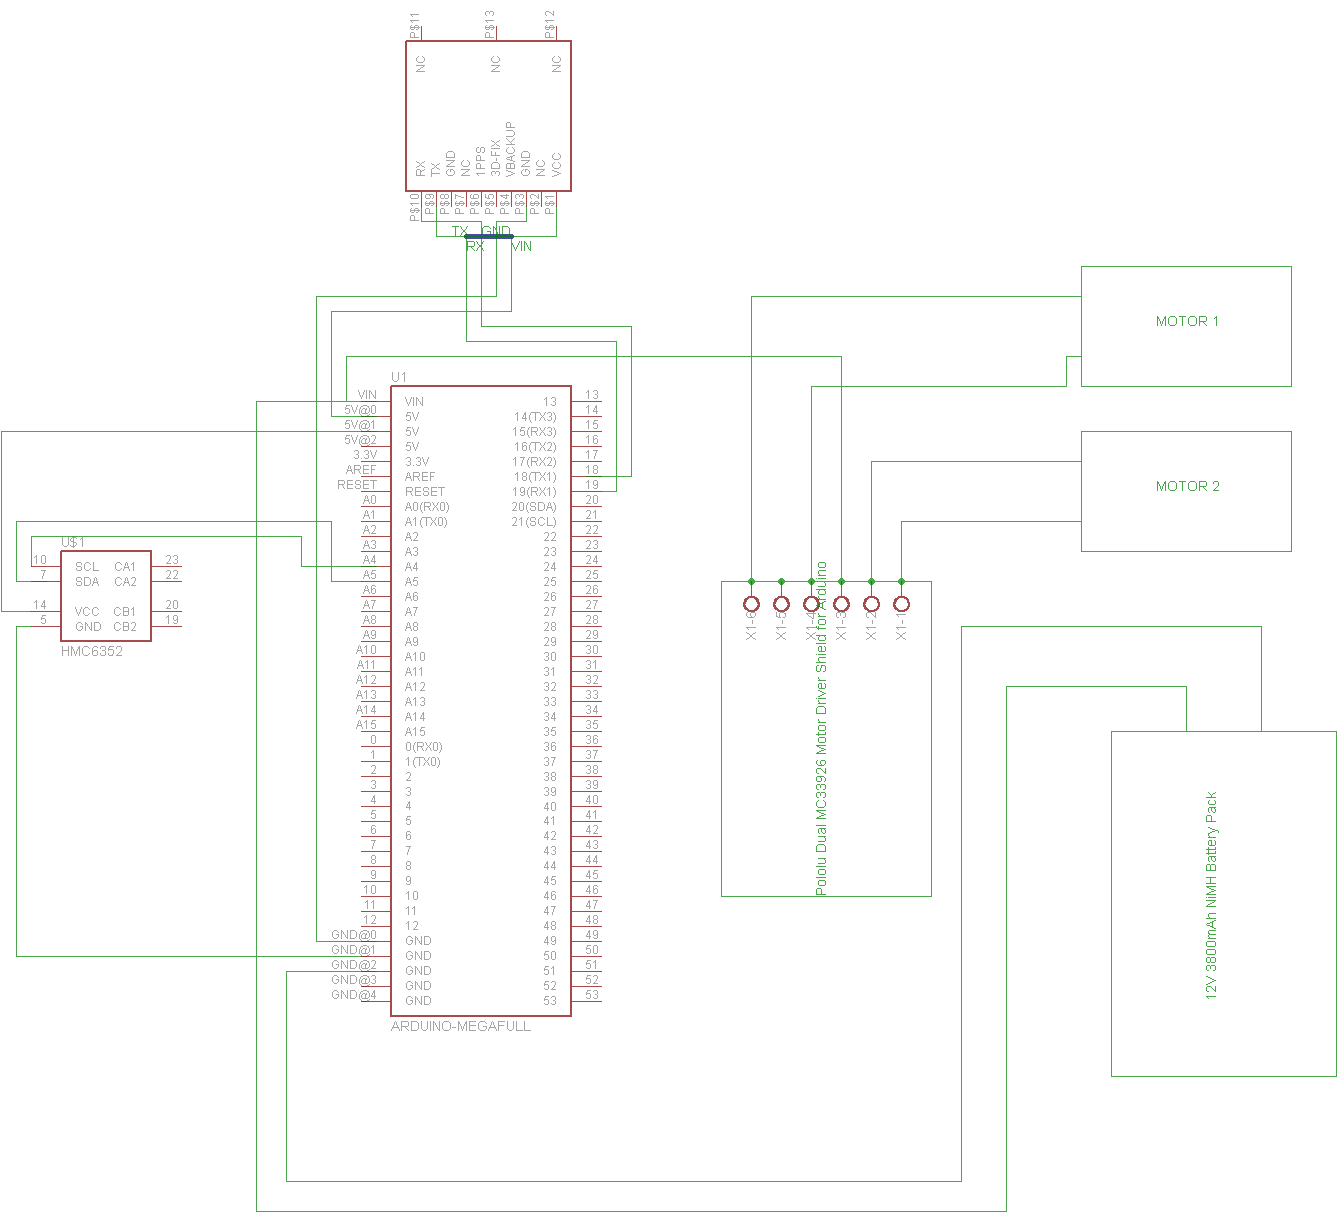 P$11
P$13
P$12
NC
NC
NC
RX
TX
GND
NC
1PPS
3D-FIX
VBACKUP
GND
NC
VCC
P$10
P$9
P$8
P$7
P$6
P$5
P$4
P$3
P$2
P$1
TX
GND
RX
VIN
MOTOR 1
MOTOR 2
U1
VIN VIN 13 13
5V@0 5V 14(TX3) 14
5V@1 5V 15(RX3) 15
5V@2 5V 16(TX2) 16
3.3V 3.3V 17(RX2) 17
AREF AREF 18(TX1) 18
RESET RESET 19(RX1) 19
A0 A0(RX0) 20(SDA) 20
A1 A1(TX0) 21(SCL) 21
A2 A2 22 22
A3 A3 23 23
A4 A4 24 24
A5 A5 25 25
A6 A6 26 26
A7 A7 27 27
A8 A8 28 28
A9 A9 29 29
A10 A10 30 30
A11 A11 31 31
A12 A12 32 32
A13 A13 33 33
A14 A14 34 34
A15 A15 35 35
0 0(RX0) 36 36
1 1(TX0) 37 37
2 2 38 38
3 3 39 39
4 4 40 40
5 5 41 41
6 6 42 42
7 7 43 43
8 8 44 44
9 9 45 45
10 10 46 46
11 11 47 47
12 12 48 48
GND@0 GND 49 49
GND@1 GND 50 50
GND@2 GND 51 51
GND@3 GND 52 52
GND@4 GND 53 53
ARDUINO-MEGAFULL
U$1
10 SCL CA1 23
7 SDA CA2 22
14 VCC CB1 20
5 GND CB2 19
HMC6352
X1-6
X1-5
X1-4
X1-3
X1-2
X1-1
Pololu Dual MC33926 Motor Driver Shield for Arduino
12V 3800mAh NiMH Battery Pack